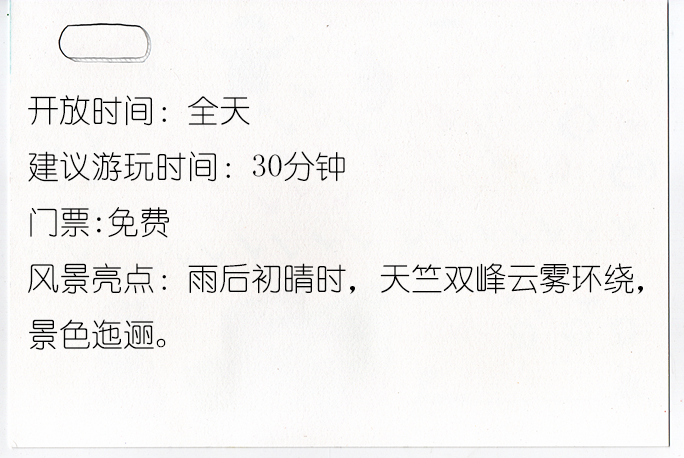 开放时间：全天
建议游玩时间：30分钟
门票:免费
风景亮点：雨后初晴时，天竺双峰云雾环绕，
景色迤逦。